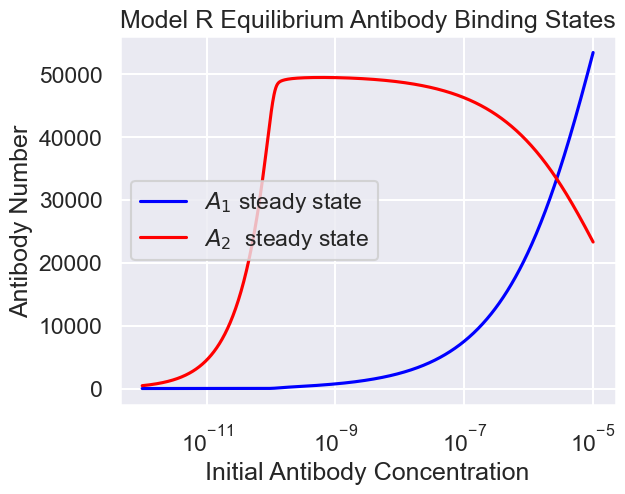 Model R Equilibrium Antibody Binding States
50000
40000
30000
20000
10000
0
Antibody Number
A₁ steady state
A₂ steady state
10⁻¹¹ 10⁻⁹ 10⁻⁷ 10⁻⁵
Initial Antibody Concentration